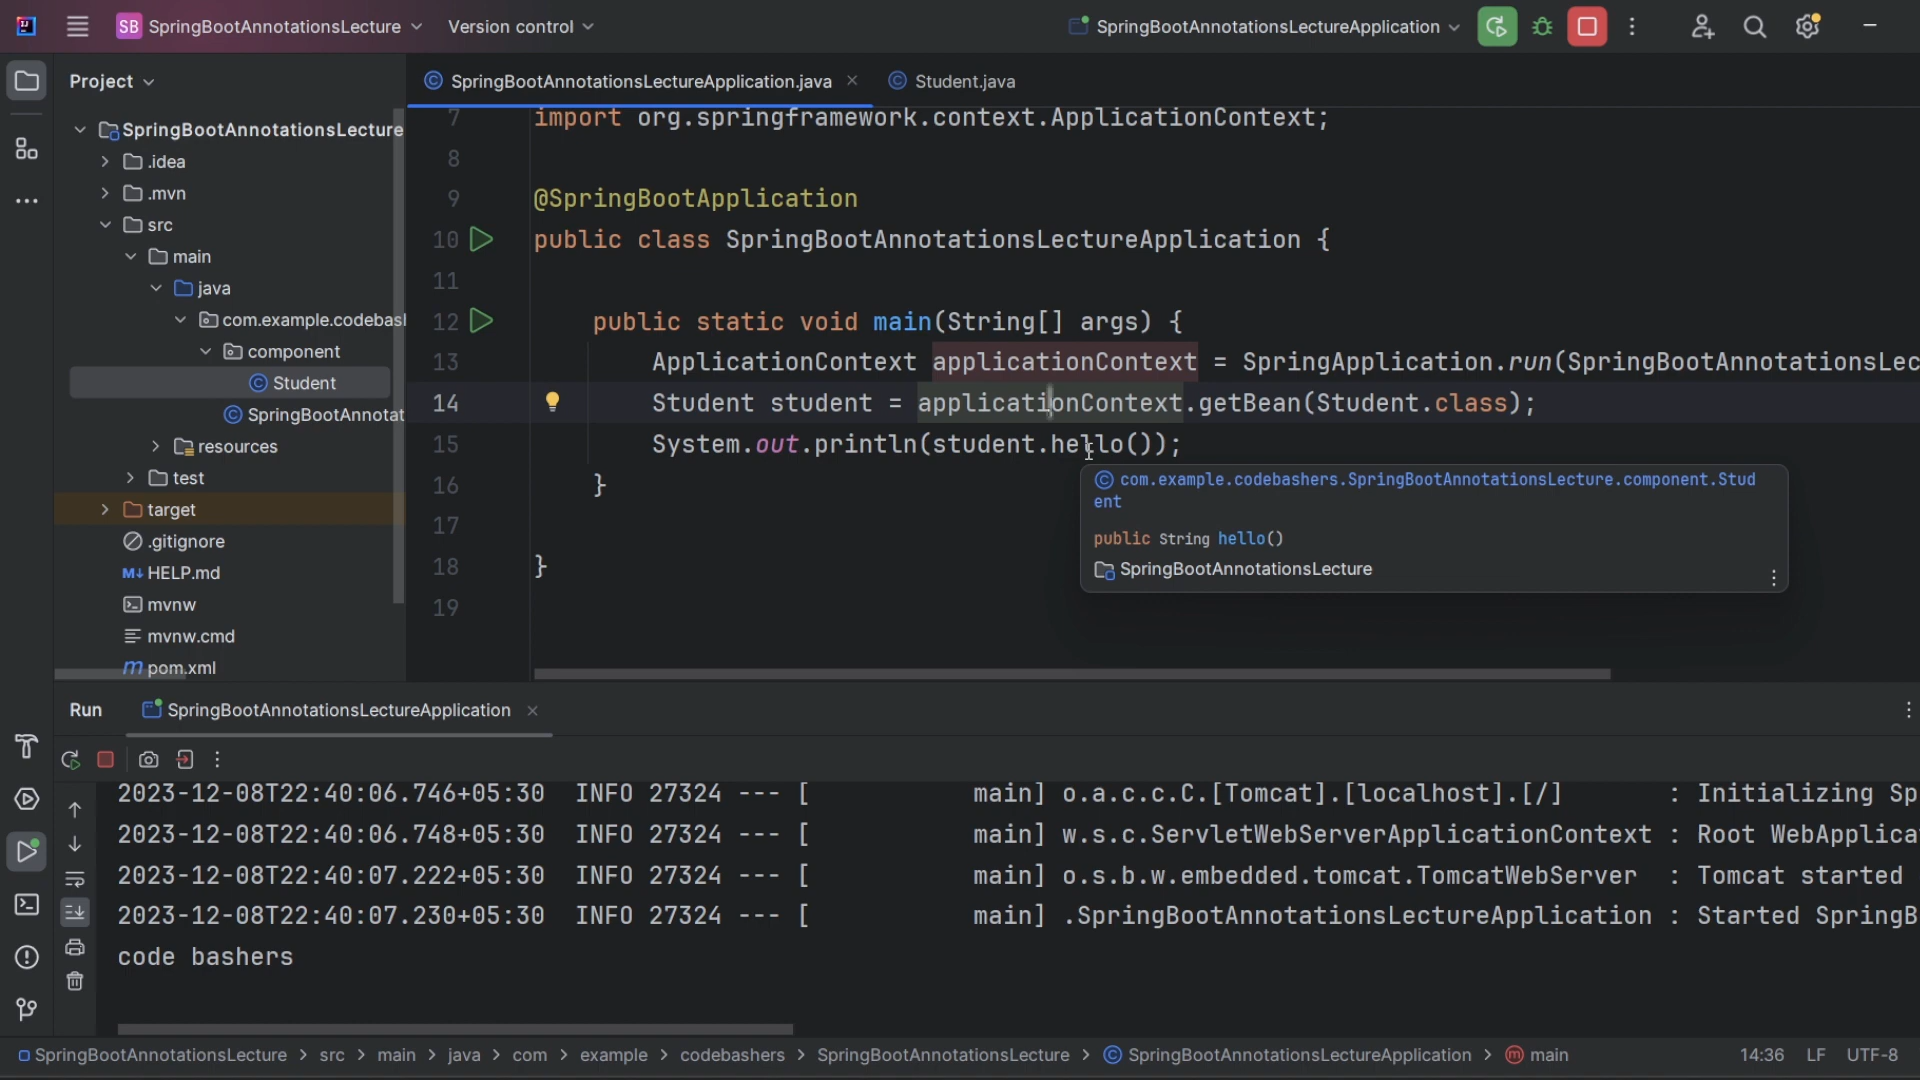 SB SpringBootAnnotationsLecture Version control SpringBootAnnotationsLectureApplication
Project
SpringBootAnnotationsLecture
.idea
.mvn
src
main
java
com.example.codebash
component
Student
SpringBootAnnotat
resources
test
target
.gitignore
M↓ HELP.md
mvnw
mvnw.cmd
m pom.xml
SpringBootAnnotationsLectureApplication.java Student.java
7 import org.springframework.context.ApplicationContext;
8
9 @SpringBootApplication
10 public class SpringBootAnnotationsLectureApplication {
11
12 public static void main(String[] args) {
13 ApplicationContext applicationContext = SpringApplication.run(SpringBootAnnotationsLec
14 Student student = applicationContext.getBean(Student.class);
15 System.out.println(student.hello());
16 }
17
18 }
19
com.example.codebashers.SpringBootAnnotationsLecture.component.Stud
ent
public String hello()
SpringBootAnnotationsLecture
Run SpringBootAnnotationsLectureApplication
2023-12-08T22:40:06.746+05:30 INFO 27324 --- [ main] o.a.c.c.C.[Tomcat].[localhost].[/] : Initializing Sp
2023-12-08T22:40:06.748+05:30 INFO 27324 --- [ main] w.s.c.ServletWebServerApplicationContext : Root WebApplica
2023-12-08T22:40:07.222+05:30 INFO 27324 --- [ main] o.s.b.w.embedded.tomcat.TomcatWebServer : Tomcat started
2023-12-08T22:40:07.230+05:30 INFO 27324 --- [ main] .SpringBootAnnotationsLectureApplication : Started SpringB
code bashers
SpringBootAnnotationsLecture > src > main > java > com > example > codebashers > SpringBootAnnotationsLecture > SpringBootAnnotationsLectureApplication > main 14:36 LF UTF-8